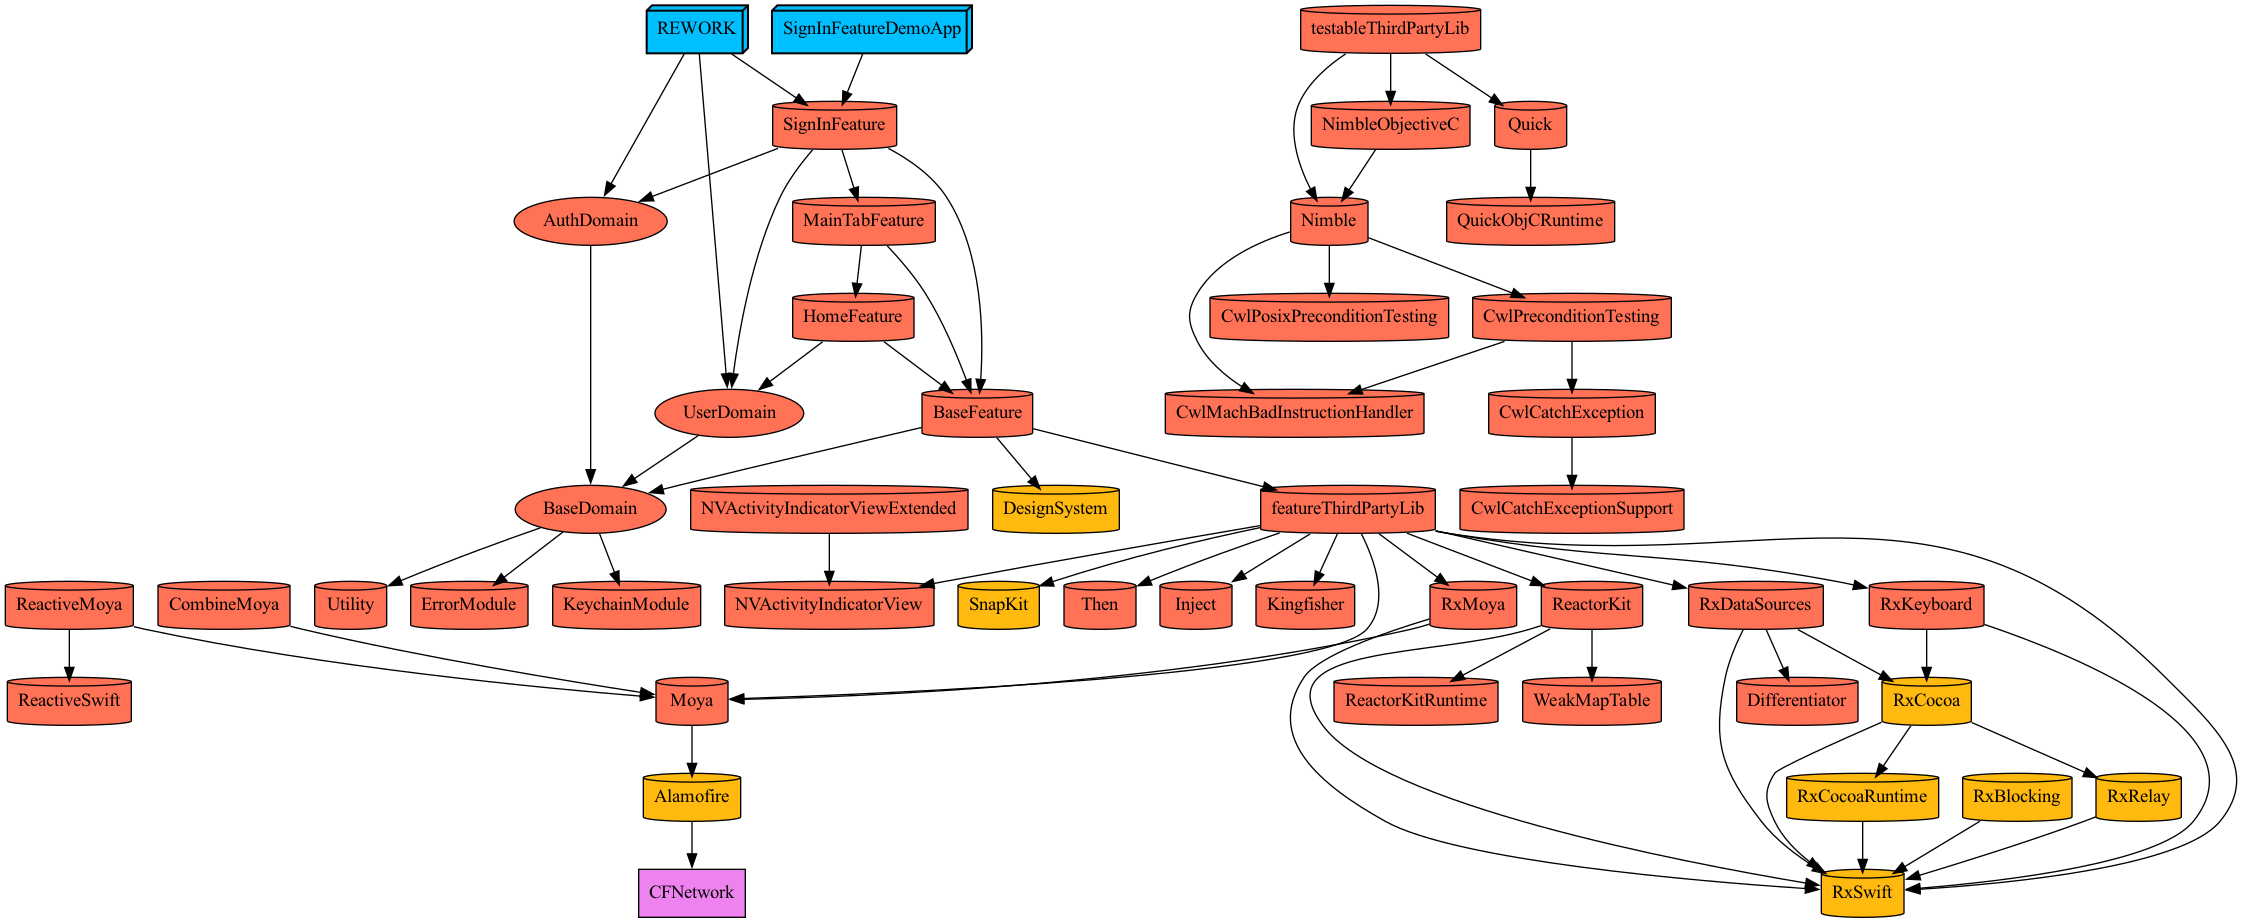 REWORK
SignInFeatureDemoApp
testableThirdPartyLib
SignInFeature
NimbleObjectiveC
Quick
AuthDomain
MainTabFeature
Nimble
QuickObjCRuntime
HomeFeature
CwlPosixPreconditionTesting
CwlPreconditionTesting
UserDomain
BaseFeature
CwlMachBadInstructionHandler
CwlCatchException
BaseDomain
NVActivityIndicatorViewExtended
DesignSystem
featureThirdPartyLib
CwlCatchExceptionSupport
ReactiveMoya
CombineMoya
Utility
ErrorModule
KeychainModule
NVActivityIndicatorView
SnapKit
Then
Inject
Kingfisher
RxMoya
ReactorKit
RxDataSources
RxKeyboard
ReactiveSwift
Moya
ReactorKitRuntime
WeakMapTable
Differentiator
RxCocoa
Alamofire
RxCocoaRuntime
RxBlocking
RxRelay
CFNetwork
RxSwift